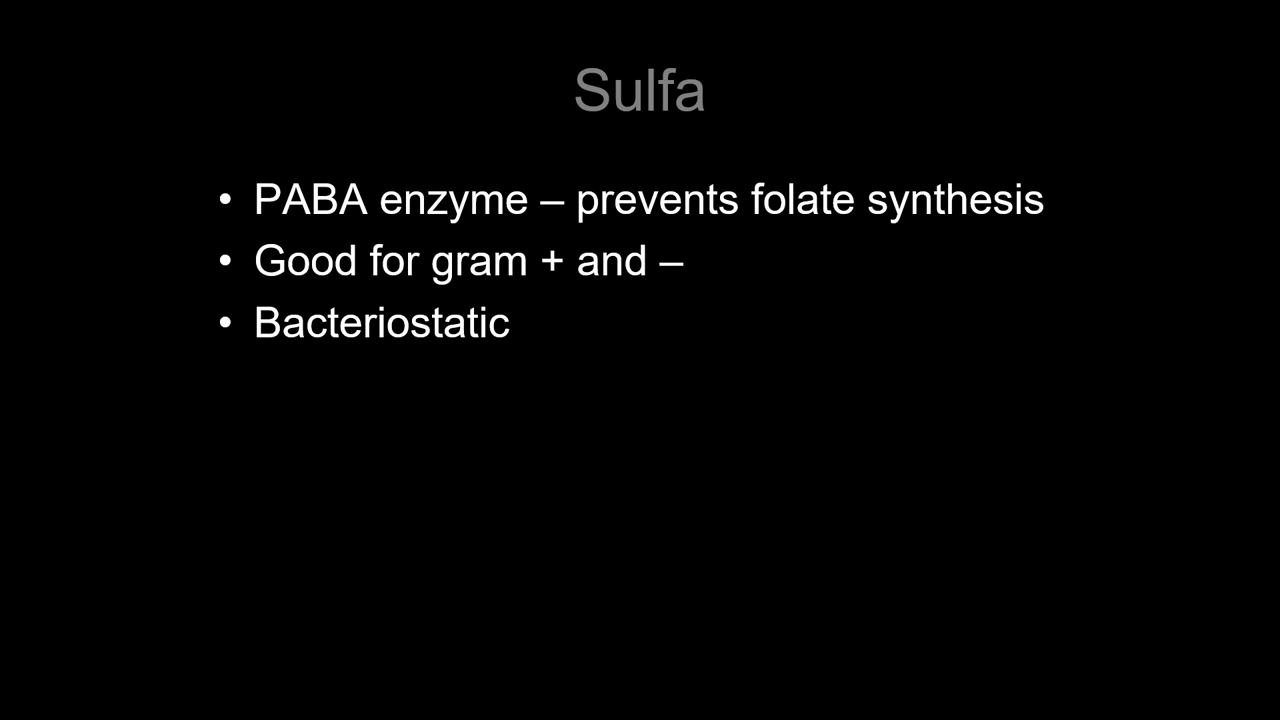 Sulfa
• PABA enzyme – prevents folate synthesis
• Good for gram + and –
• Bacteriostatic